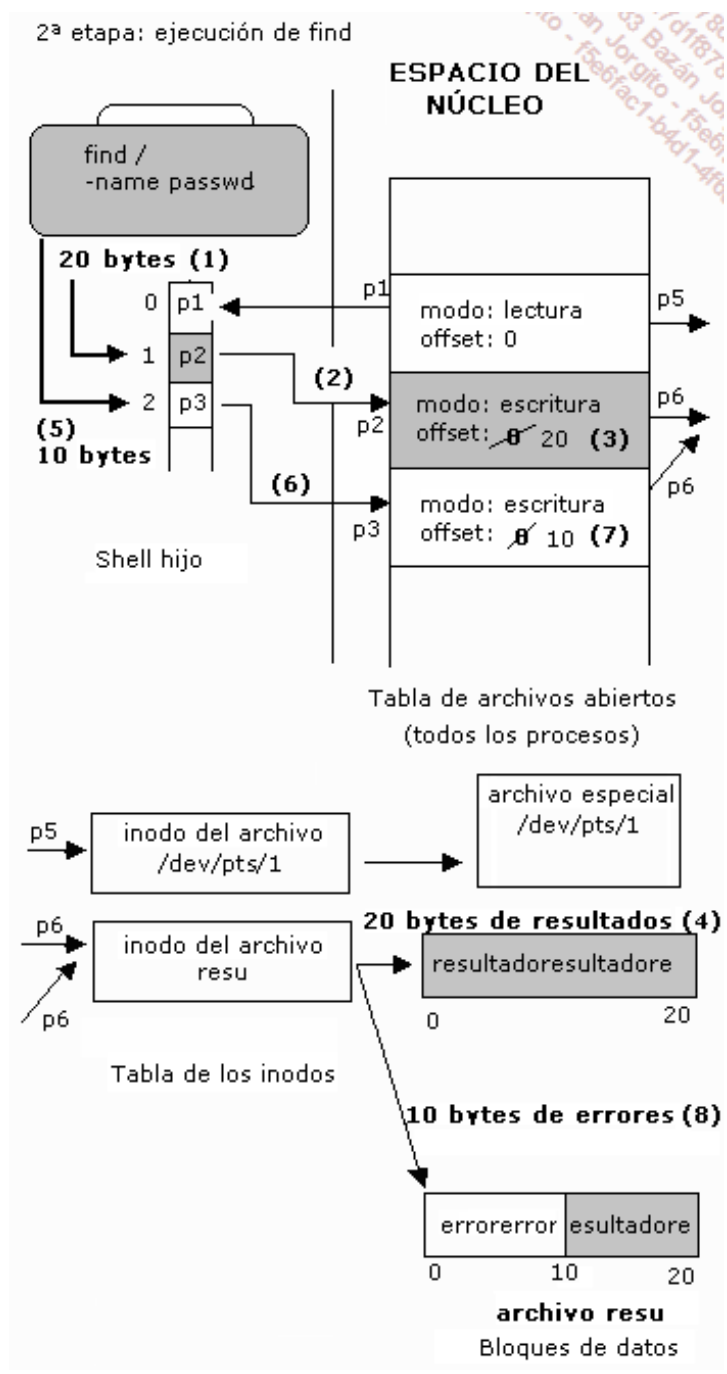 2ª etapa: ejecución de find
ESPACIO DEL
NÚCLEO
find /
-name passwd
20 bytes (1)
0 p1
1 p2
2 p3
(5)
10 bytes
Shell hijo
(2)
(6)
p1
p2
p3
modo: lectura
offset: 0
modo: escritura
offset: 0 20 (3)
modo: escritura
offset: 0 10 (7)
p5
p6
p6
Tabla de archivos abiertos
(todos los procesos)
p5
inodo del archivo
/dev/pts/1
archivo especial
/dev/pts/1
p6
p6
inodo del archivo
resu
Tabla de los inodos
20 bytes de resultados (4)
resultadoresultadore
0 20
10 bytes de errores (8)
errorerror esultadore
0 10 20
archivo resu
Bloques de datos